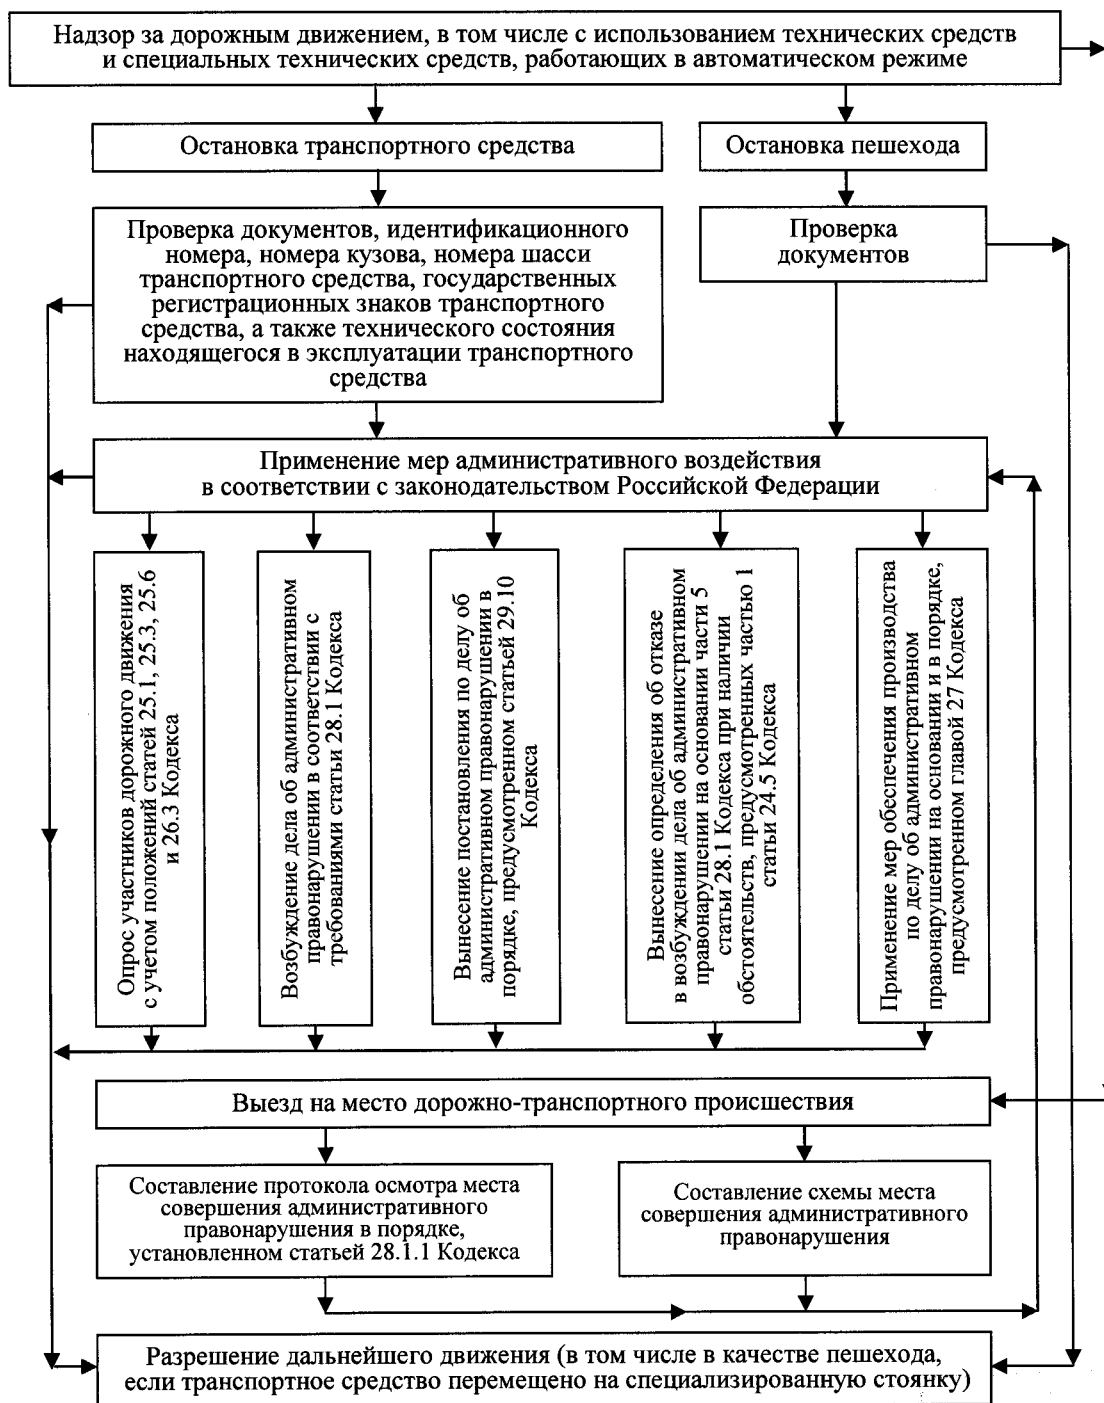 Надзор за дорожным движением, в том числе с использованием технических средств
и специальных технических средств, работающих в автоматическом режиме
Остановка транспортного средства
Остановка пешехода
Проверка документов, идентификационного
номера, номера кузова, номера шасси
транспортного средства, государственных
регистрационных знаков транспортного
средства, а также технического состояния
находящегося в эксплуатации транспортного
средства
Проверка
документов
Применение мер административного воздействия
в соответствии с законодательством Российской Федерации
Опрос участников дорожного движения
с учетом положений статей 25.1, 25.3, 25.6
и 26.3 Кодекса
Возбуждение дела об административном
правонарушении в соответствии с
требованиями статьи 28.1 Кодекса
Вынесение постановления по делу об
административном правонарушении в
порядке, предусмотренном статьей 29.10
Кодекса
Вынесение определения об отказе
в возбуждении дела об административном
правонарушении на основании части 5
статьи 28.1 Кодекса при наличии
обстоятельств, предусмотренных частью 1
статьи 24.5 Кодекса
Применение мер обеспечения производства
по делу об административном
правонарушении на основании и в порядке,
предусмотренном главой 27 Кодекса
Выезд на место дорожно-транспортного происшествия
Составление протокола осмотра места
совершения административного
правонарушения в порядке,
установленном статьей 28.1.1 Кодекса
Составление схемы места
совершения административного
правонарушения
Разрешение дальнейшего движения (в том числе в качестве пешехода,
если транспортное средство перемещено на специализированную стоянку)